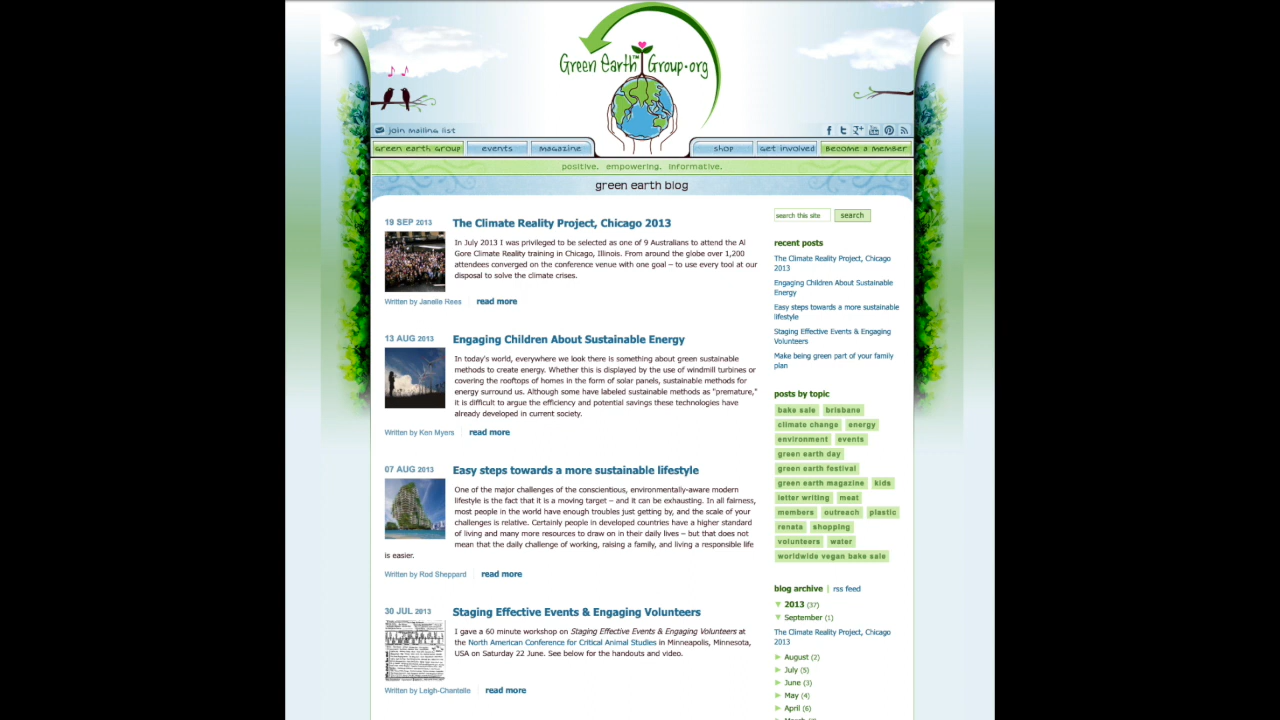 Green Earth Group.org
join mailing list
green earth group
events
magazine
shop
get involved
become a member
positive. empowering. informative.
green earth blog
19 SEP 2013
The Climate Reality Project, Chicago 2013
In July 2013 I was privileged to be selected as one of 9 Australians to attend the Al
Gore Climate Reality training in Chicago, Illinois. From around the globe over 1,200
attendees converged on the conference venue with one goal – to use every tool at our
disposal to solve the climate crises.
Written by Janelle Rees
read more
13 AUG 2013
Engaging Children About Sustainable Energy
In today's world, everywhere we look there is something about green sustainable
methods to create energy. Whether this is displayed by the use of windmill turbines or
covering the rooftops of homes in the form of solar panels, sustainable methods for
energy surround us. Although some have labeled sustainable methods as "premature,"
it is difficult to argue the efficiency and potential savings these technologies have
already developed in current society.
Written by Ken Myers
read more
07 AUG 2013
Easy steps towards a more sustainable lifestyle
One of the major challenges of the conscientious, environmentally-aware modern
lifestyle is the fact that it is a moving target – and it can be exhausting. In all fairness,
most people in the world have enough troubles just getting by, and the scale of your
challenges is relative. Certainly people in developed countries have a higher standard
of living and many more resources to draw on in their daily lives – but that does not
mean that the daily challenge of working, raising a family, and living a responsible life
is easier.
Written by Rod Sheppard
read more
30 JUL 2013
Staging Effective Events & Engaging Volunteers
I gave a 60 minute workshop on Staging Effective Events & Engaging Volunteers at
the North American Conference for Critical Animal Studies in Minneapolis, Minnesota,
USA on Saturday 22 June. See below for the handouts and video.
Written by Leigh-Chantelle
read more
search this site
search
recent posts
The Climate Reality Project, Chicago
2013
Engaging Children About Sustainable
Energy
Easy steps towards a more sustainable
lifestyle
Staging Effective Events & Engaging
Volunteers
Make being green part of your family
plan
posts by topic
bake sale brisbane
climate change energy
environment events
green earth day
green earth festival
green earth magazine kids
letter writing meat
members outreach plastic
renata shopping
volunteers water
worldwide vegan bake sale
blog archive | rss feed
2013 (37)
September (1)
The Climate Reality Project, Chicago
2013
August (2)
July (5)
June (3)
May (4)
April (6)